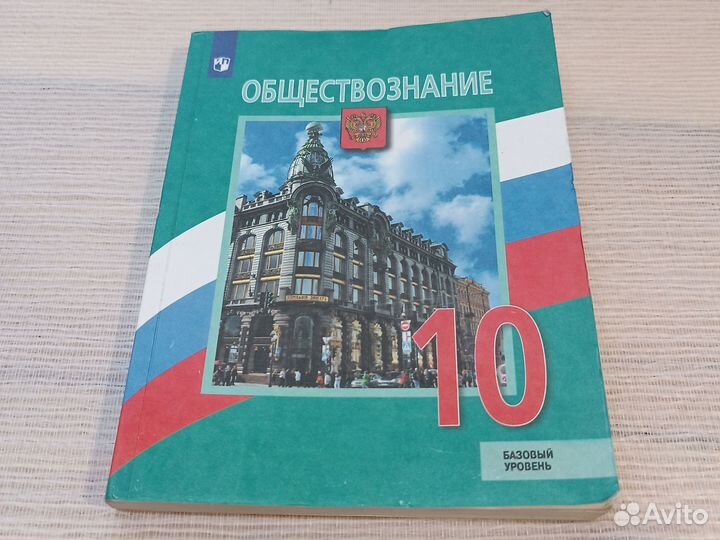 ОБЩЕСТВОЗНАНИЕ
10
БАЗОВЫЙ
УРОВЕНЬ
Avito